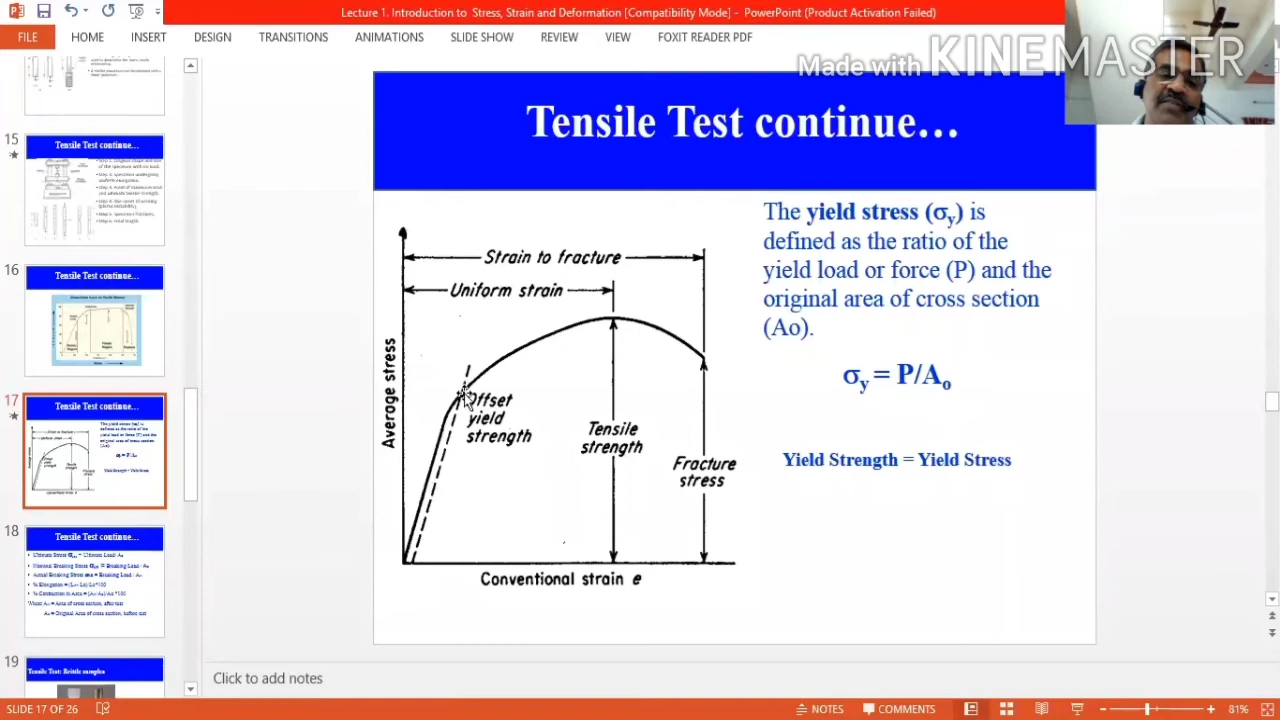 Lecture 1. Introduction to Stress, Strain and Deformation [Compatibility Mode] - PowerPoint (Product Activation Failed)
FILE HOME INSERT DESIGN TRANSITIONS ANIMATIONS SLIDE SHOW REVIEW VIEW FOXIT READER PDF
Made with KINEMASTER
15
Tensile Test continue...
16
Tensile Test continue...
17
Tensile Test continue...
18
Tensile Test continue...
19
Tensile Test: Brittle samples
Tensile Test continue…
Strain to fracture
Uniform strain
Average stress
Offset
yield
strength
Tensile
strength
Fracture
stress
Conventional strain e
The yield stress (σy) is
defined as the ratio of the
yield load or force (P) and the
original area of cross section
(Ao).
σy = P/Ao
Yield Strength = Yield Stress
Click to add notes
SLIDE 17 OF 26
NOTES COMMENTS
81%